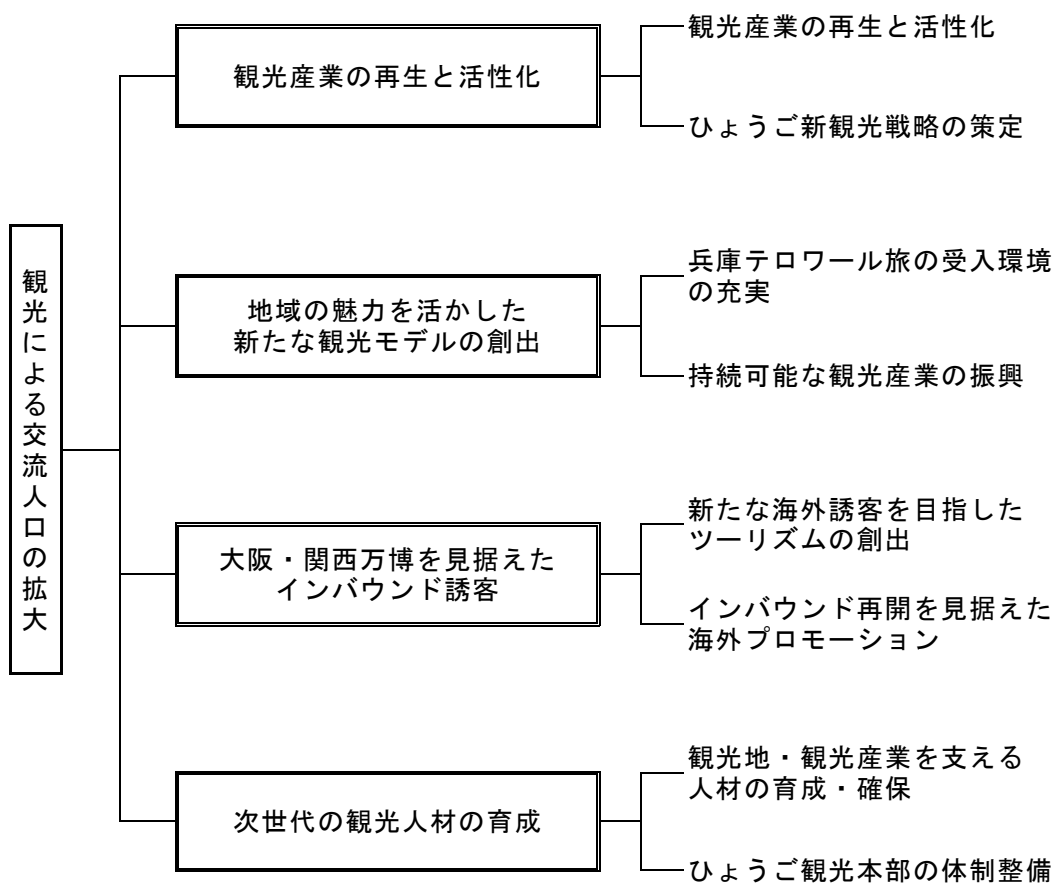 観光による交流人口の拡大
観光産業の再生と活性化
観光産業の再生と活性化
ひょうご新観光戦略の策定
地域の魅力を活かした
新たな観光モデルの創出
兵庫テロワール旅の受入環境
の充実
持続可能な観光産業の振興
大阪・関西万博を見据えた
インバウンド誘客
新たな海外誘客を目指した
ツーリズムの創出
インバウンド再開を見据えた
海外プロモーション
次世代の観光人材の育成
観光地・観光産業を支える
人材の育成・確保
ひょうご観光本部の体制整備